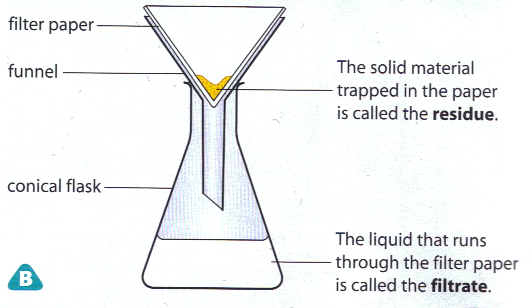 filter paper
funnel
The solid material
trapped in the paper
is called the residue.
conical flask
The liquid that runs
through the filter paper
is called the filtrate.
B